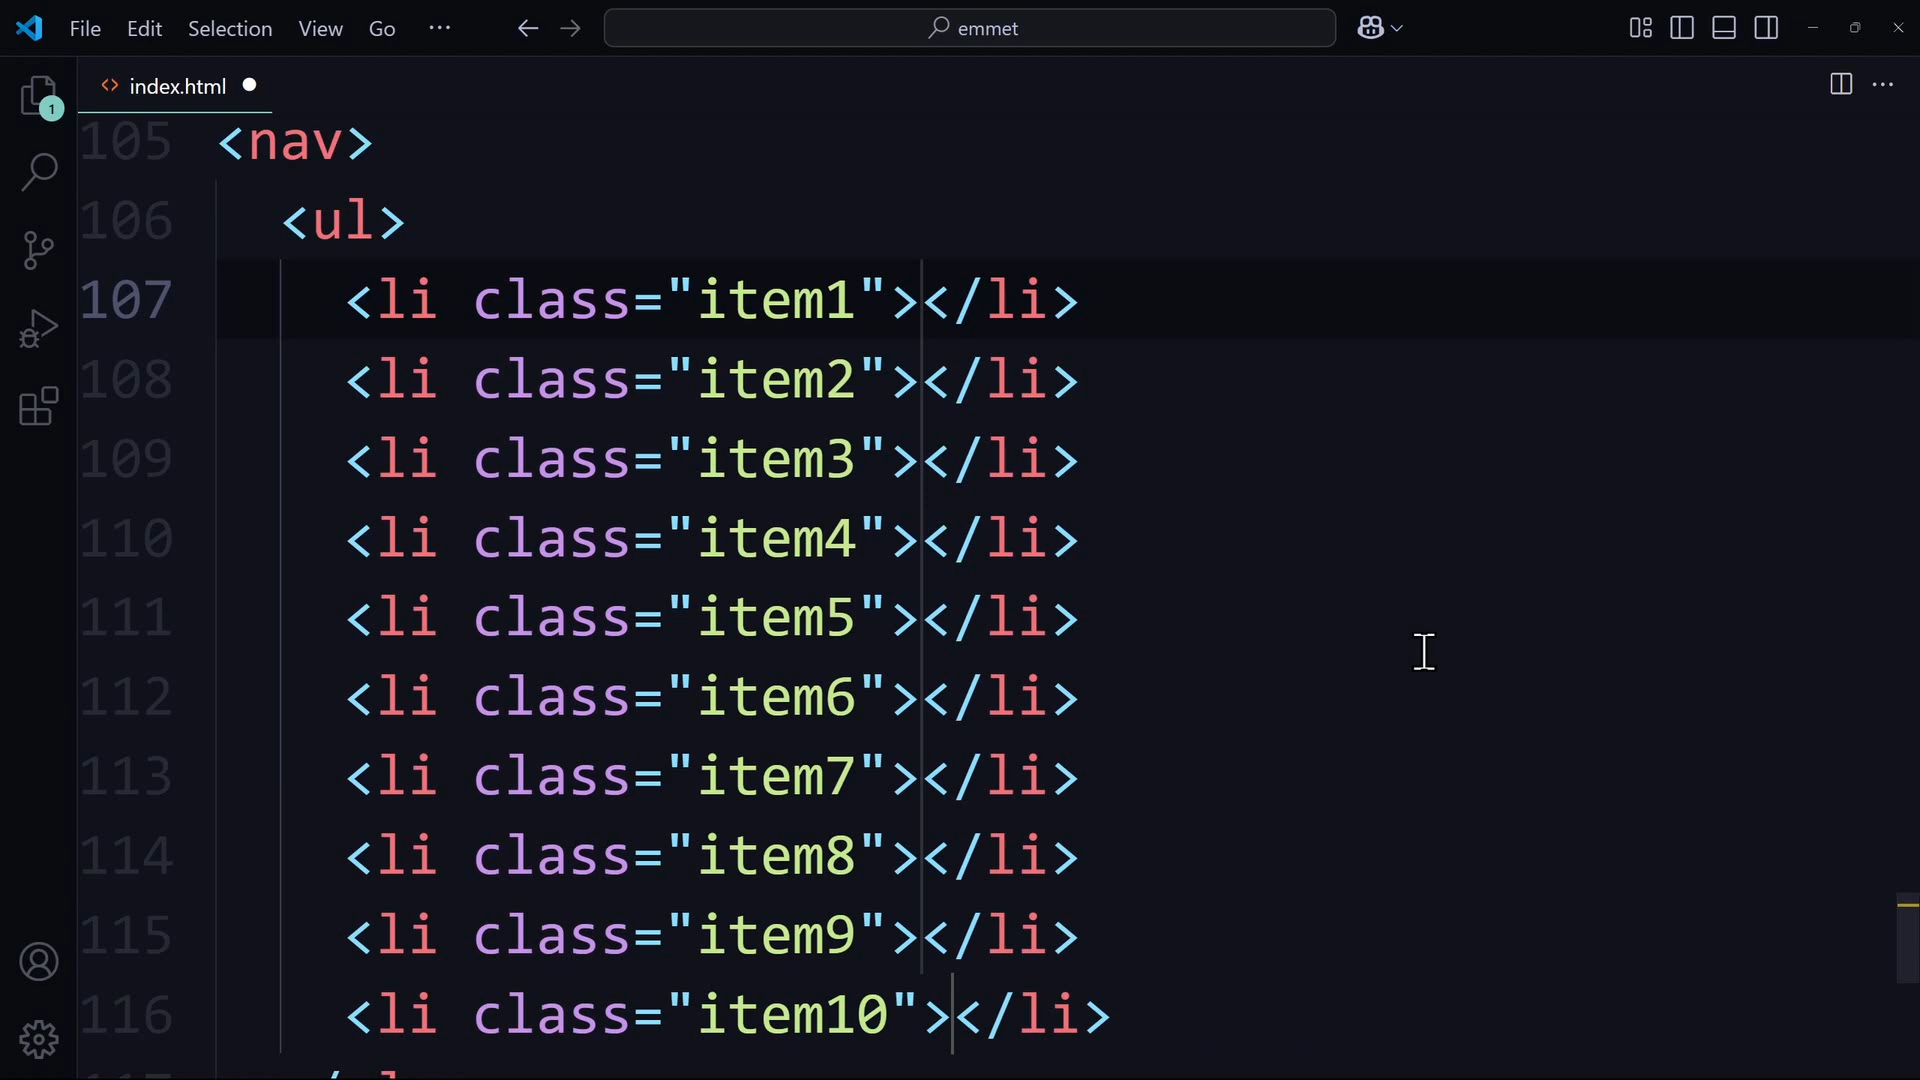 File Edit Selection View Go ··· emmet
1
<> index.html
105 <nav>
106 <ul>
107 <li class="item1"></li>
108 <li class="item2"></li>
109 <li class="item3"></li>
110 <li class="item4"></li>
111 <li class="item5"></li>
112 <li class="item6"></li>
113 <li class="item7"></li>
114 <li class="item8"></li>
115 <li class="item9"></li>
116 <li class="item10"></li>